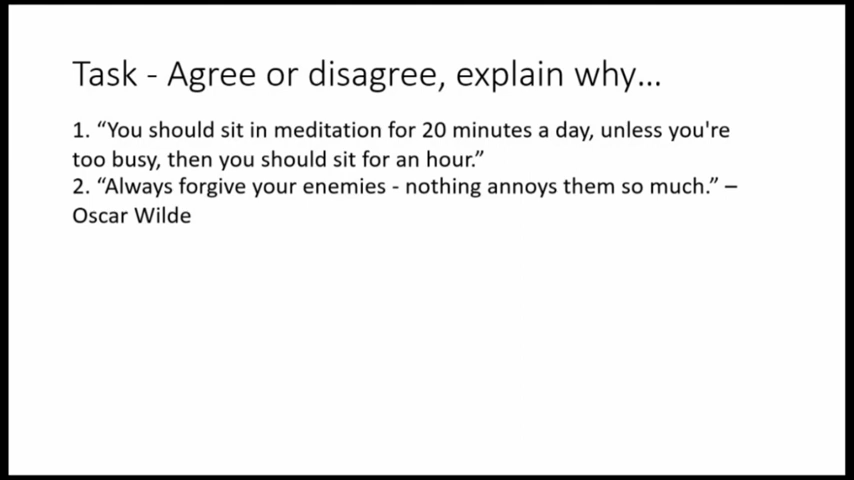 Task - Agree or disagree, explain why...
1. “You should sit in meditation for 20 minutes a day, unless you're
too busy, then you should sit for an hour.”
2. “Always forgive your enemies - nothing annoys them so much.” –
Oscar Wilde